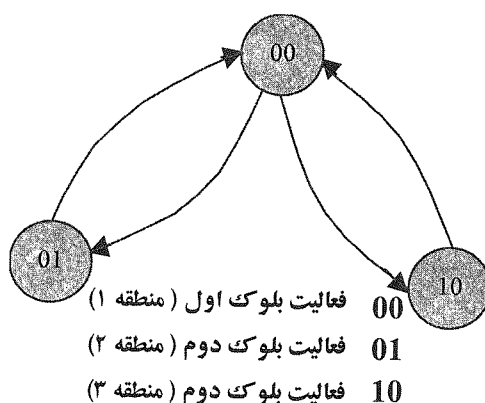 00
01
10
00 فعالیت بلوک اول ( منطقه ۱)
01 فعالیت بلوک دوم ( منطقه ۲)
10 فعالیت بلوک دوم ( منطقه ۳)